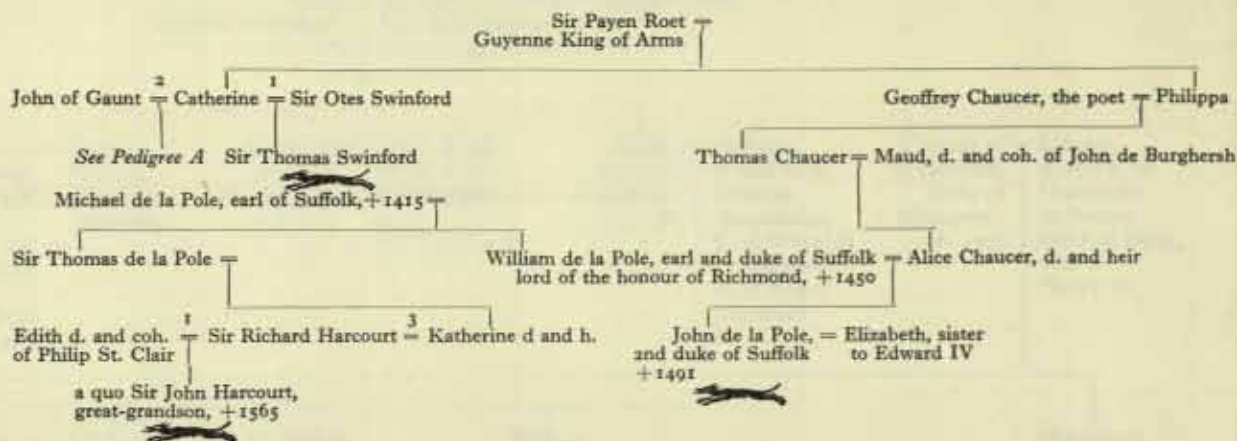 Sir Payen Roet =
Guyenne King of Arms
2 1
John of Gaunt = Catherine = Sir Otes Swinford
Geoffrey Chaucer, the poet = Philippa
See Pedigree A Sir Thomas Swinford
Thomas Chaucer = Maud, d. and coh. of John de Burghersh
Michael de la Pole, earl of Suffolk, +1415 =
Sir Thomas de la Pole =
William de la Pole, earl and duke of Suffolk = Alice Chaucer, d. and heir
lord of the honour of Richmond, +1450
1 3
Edith d. and coh. = Sir Richard Harcourt = Katherine d and h.
of Philip St. Clair
John de la Pole, = Elizabeth, sister
2nd duke of Suffolk to Edward IV
+1491
a quo Sir John Harcourt,
great-grandson, +1565